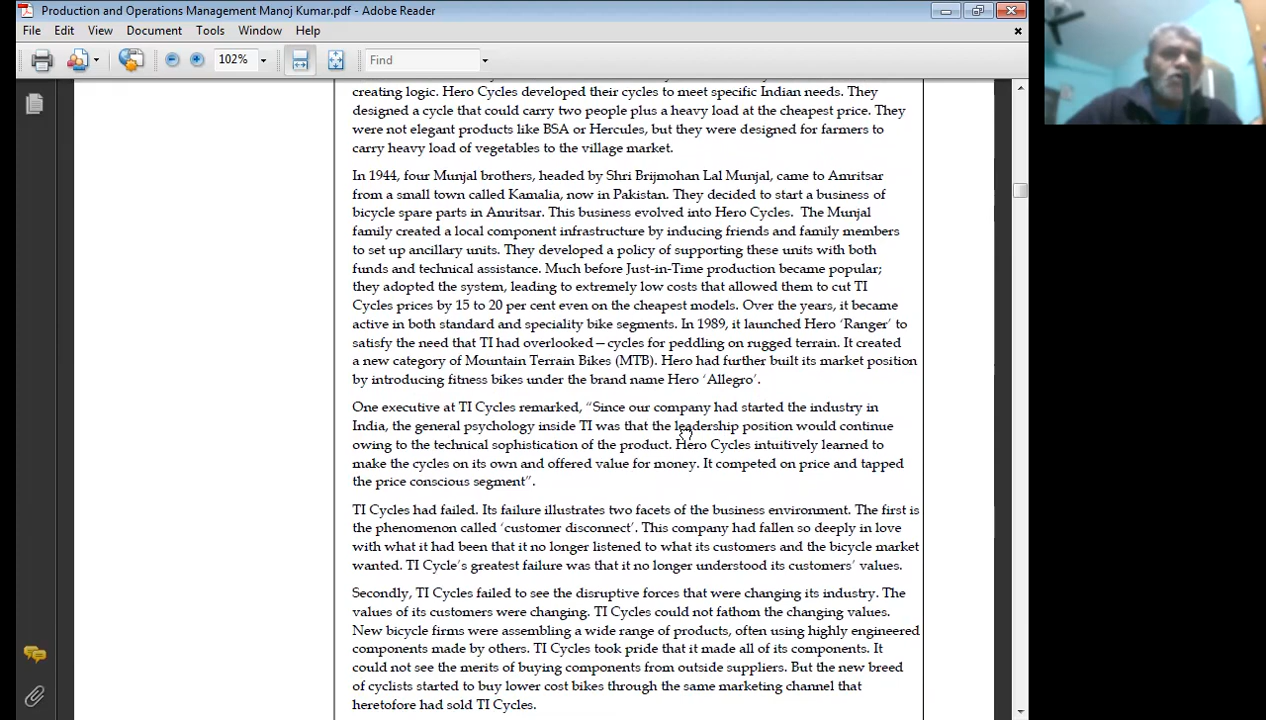 Production and Operations Management Manoj Kumar.pdf - Adobe Reader
File Edit View Document Tools Window Help
102% Find
creating logic. Hero Cycles developed their cycles to meet specific Indian needs. They
designed a cycle that could carry two people plus a heavy load at the cheapest price. They
were not elegant products like BSA or Hercules, but they were designed for farmers to
carry heavy load of vegetables to the village market.
In 1944, four Munjal brothers, headed by Shri Brijmohan Lal Munjal, came to Amritsar
from a small town called Kamalia, now in Pakistan. They decided to start a business of
bicycle spare parts in Amritsar. This business evolved into Hero Cycles. The Munjal
family created a local component infrastructure by inducing friends and family members
to set up ancillary units. They developed a policy of supporting these units with both
funds and technical assistance. Much before Just-in-Time production became popular;
they adopted the system, leading to extremely low costs that allowed them to cut TI
Cycles prices by 15 to 20 per cent even on the cheapest models. Over the years, it became
active in both standard and speciality bike segments. In 1989, it launched Hero ‘Ranger’ to
satisfy the need that TI had overlooked—cycles for peddling on rugged terrain. It created
a new category of Mountain Terrain Bikes (MTB). Hero had further built its market position
by introducing fitness bikes under the brand name Hero ‘Allegro’.
One executive at TI Cycles remarked, “Since our company had started the industry in
India, the general psychology inside TI was that the leadership position would continue
owing to the technical sophistication of the product. Hero Cycles intuitively learned to
make the cycles on its own and offered value for money. It competed on price and tapped
the price conscious segment”.
TI Cycles had failed. Its failure illustrates two facets of the business environment. The first is
the phenomenon called ‘customer disconnect’. This company had fallen so deeply in love
with what it had been that it no longer listened to what its customers and the bicycle market
wanted. TI Cycle’s greatest failure was that it no longer understood its customers’ values.
Secondly, TI Cycles failed to see the disruptive forces that were changing its industry. The
values of its customers were changing. TI Cycles could not fathom the changing values.
New bicycle firms were assembling a wide range of products, often using highly engineered
components made by others. TI Cycles took pride that it made all of its components. It
could not see the merits of buying components from outside suppliers. But the new breed
of cyclists started to buy lower cost bikes through the same marketing channel that
heretofore had sold TI Cycles.